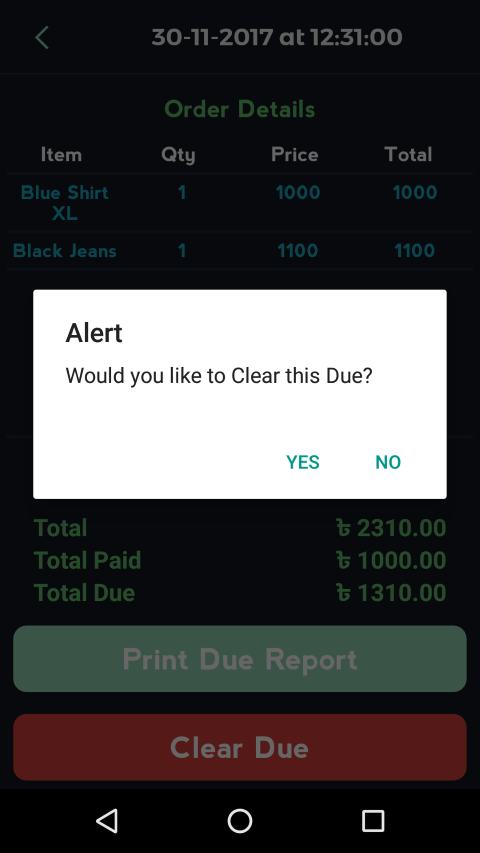 30-11-2017 at 12:31:00
Order Details
Item Qty Price Total
Blue Shirt XL 1 1000 1000
Black Jeans 1 1100 1100
Alert
Would you like to Clear this Due?
YES NO
Total ৳ 2310.00
Total Paid ৳ 1000.00
Total Due ৳ 1310.00
Print Due Report
Clear Due